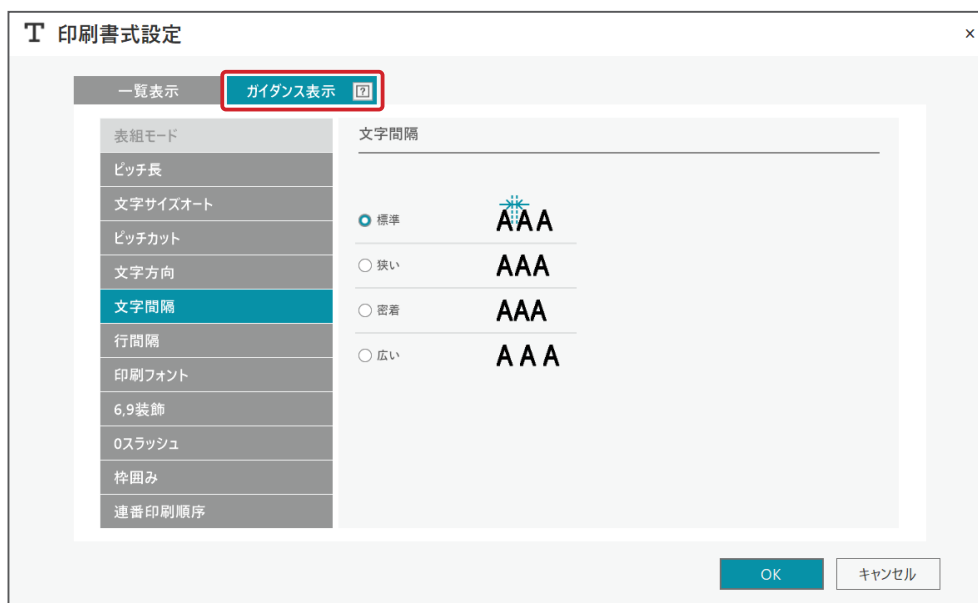 T 印刷書式設定 ×
一覧表示 ガイダンス表示 ?
表組モード
ピッチ長
文字サイズオート
ピッチカット
文字方向
文字間隔
行間隔
印刷フォント
6,9装飾
0スラッシュ
枠囲み
連番印刷順序
文字間隔
標準 AAA
狭い AAA
密着 AAA
広い A A A
OK キャンセル